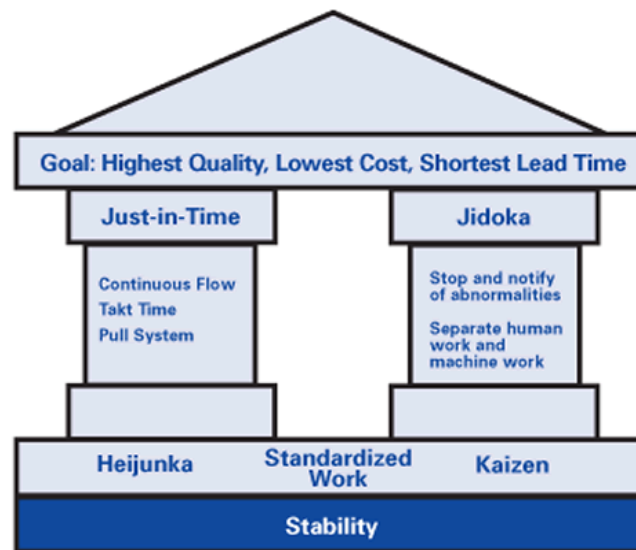 Goal: Highest Quality, Lowest Cost, Shortest Lead Time
Just-in-Time
Continuous Flow
Takt Time
Pull System
Jidoka
Stop and notify
of abnormalities
Separate human
work and
machine work
Heijunka
Standardized
Work
Kaizen
Stability